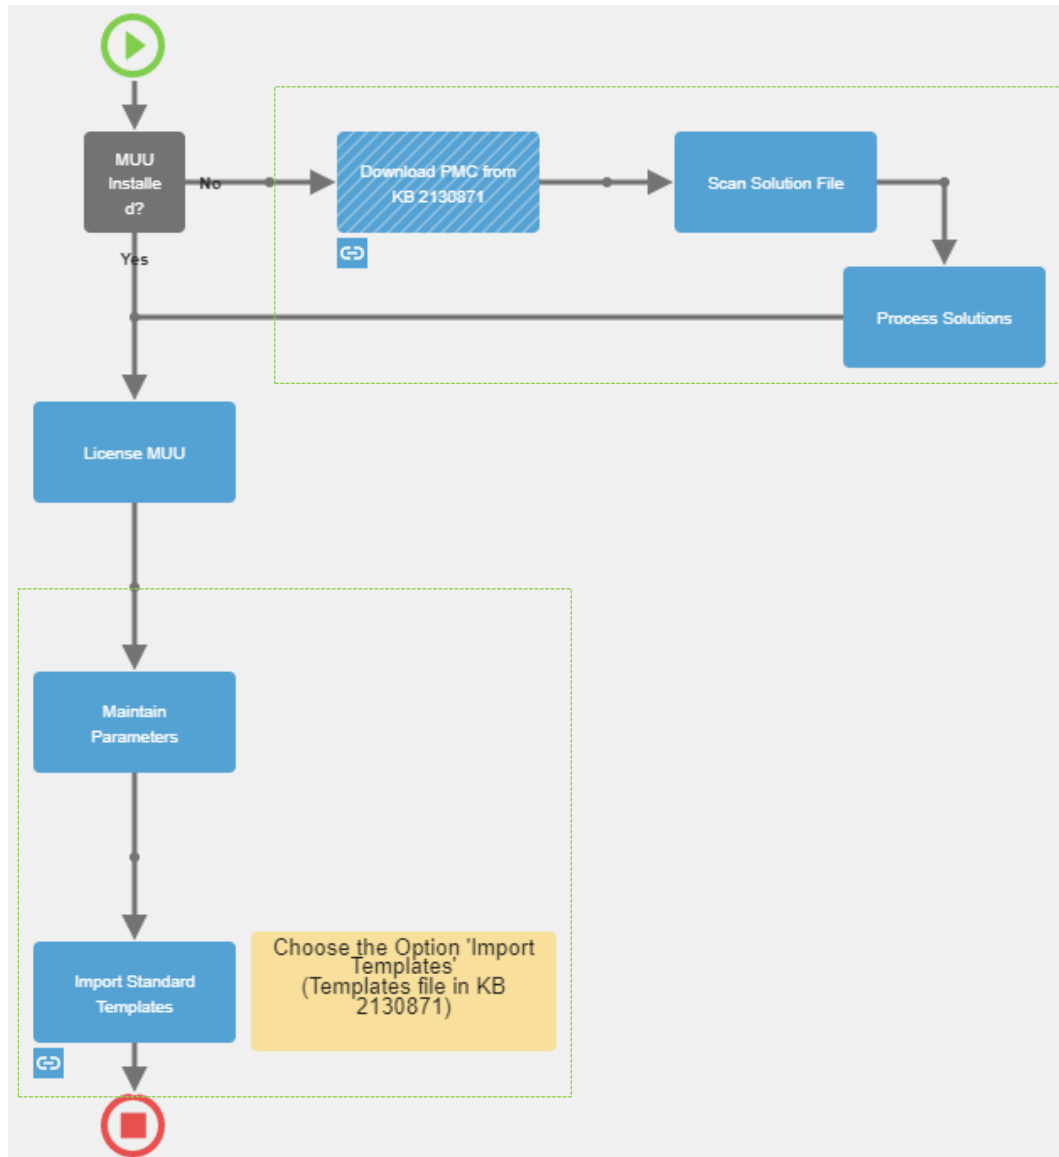 MUU
Installe
d?
No
Download PMC from
KB 2130871
Scan Solution File
Yes
Process Solutions
License MUU
Maintain
Parameters
Import Standard
Templates
Choose the Option 'Import
Templates'
(Templates file in KB
2130871)